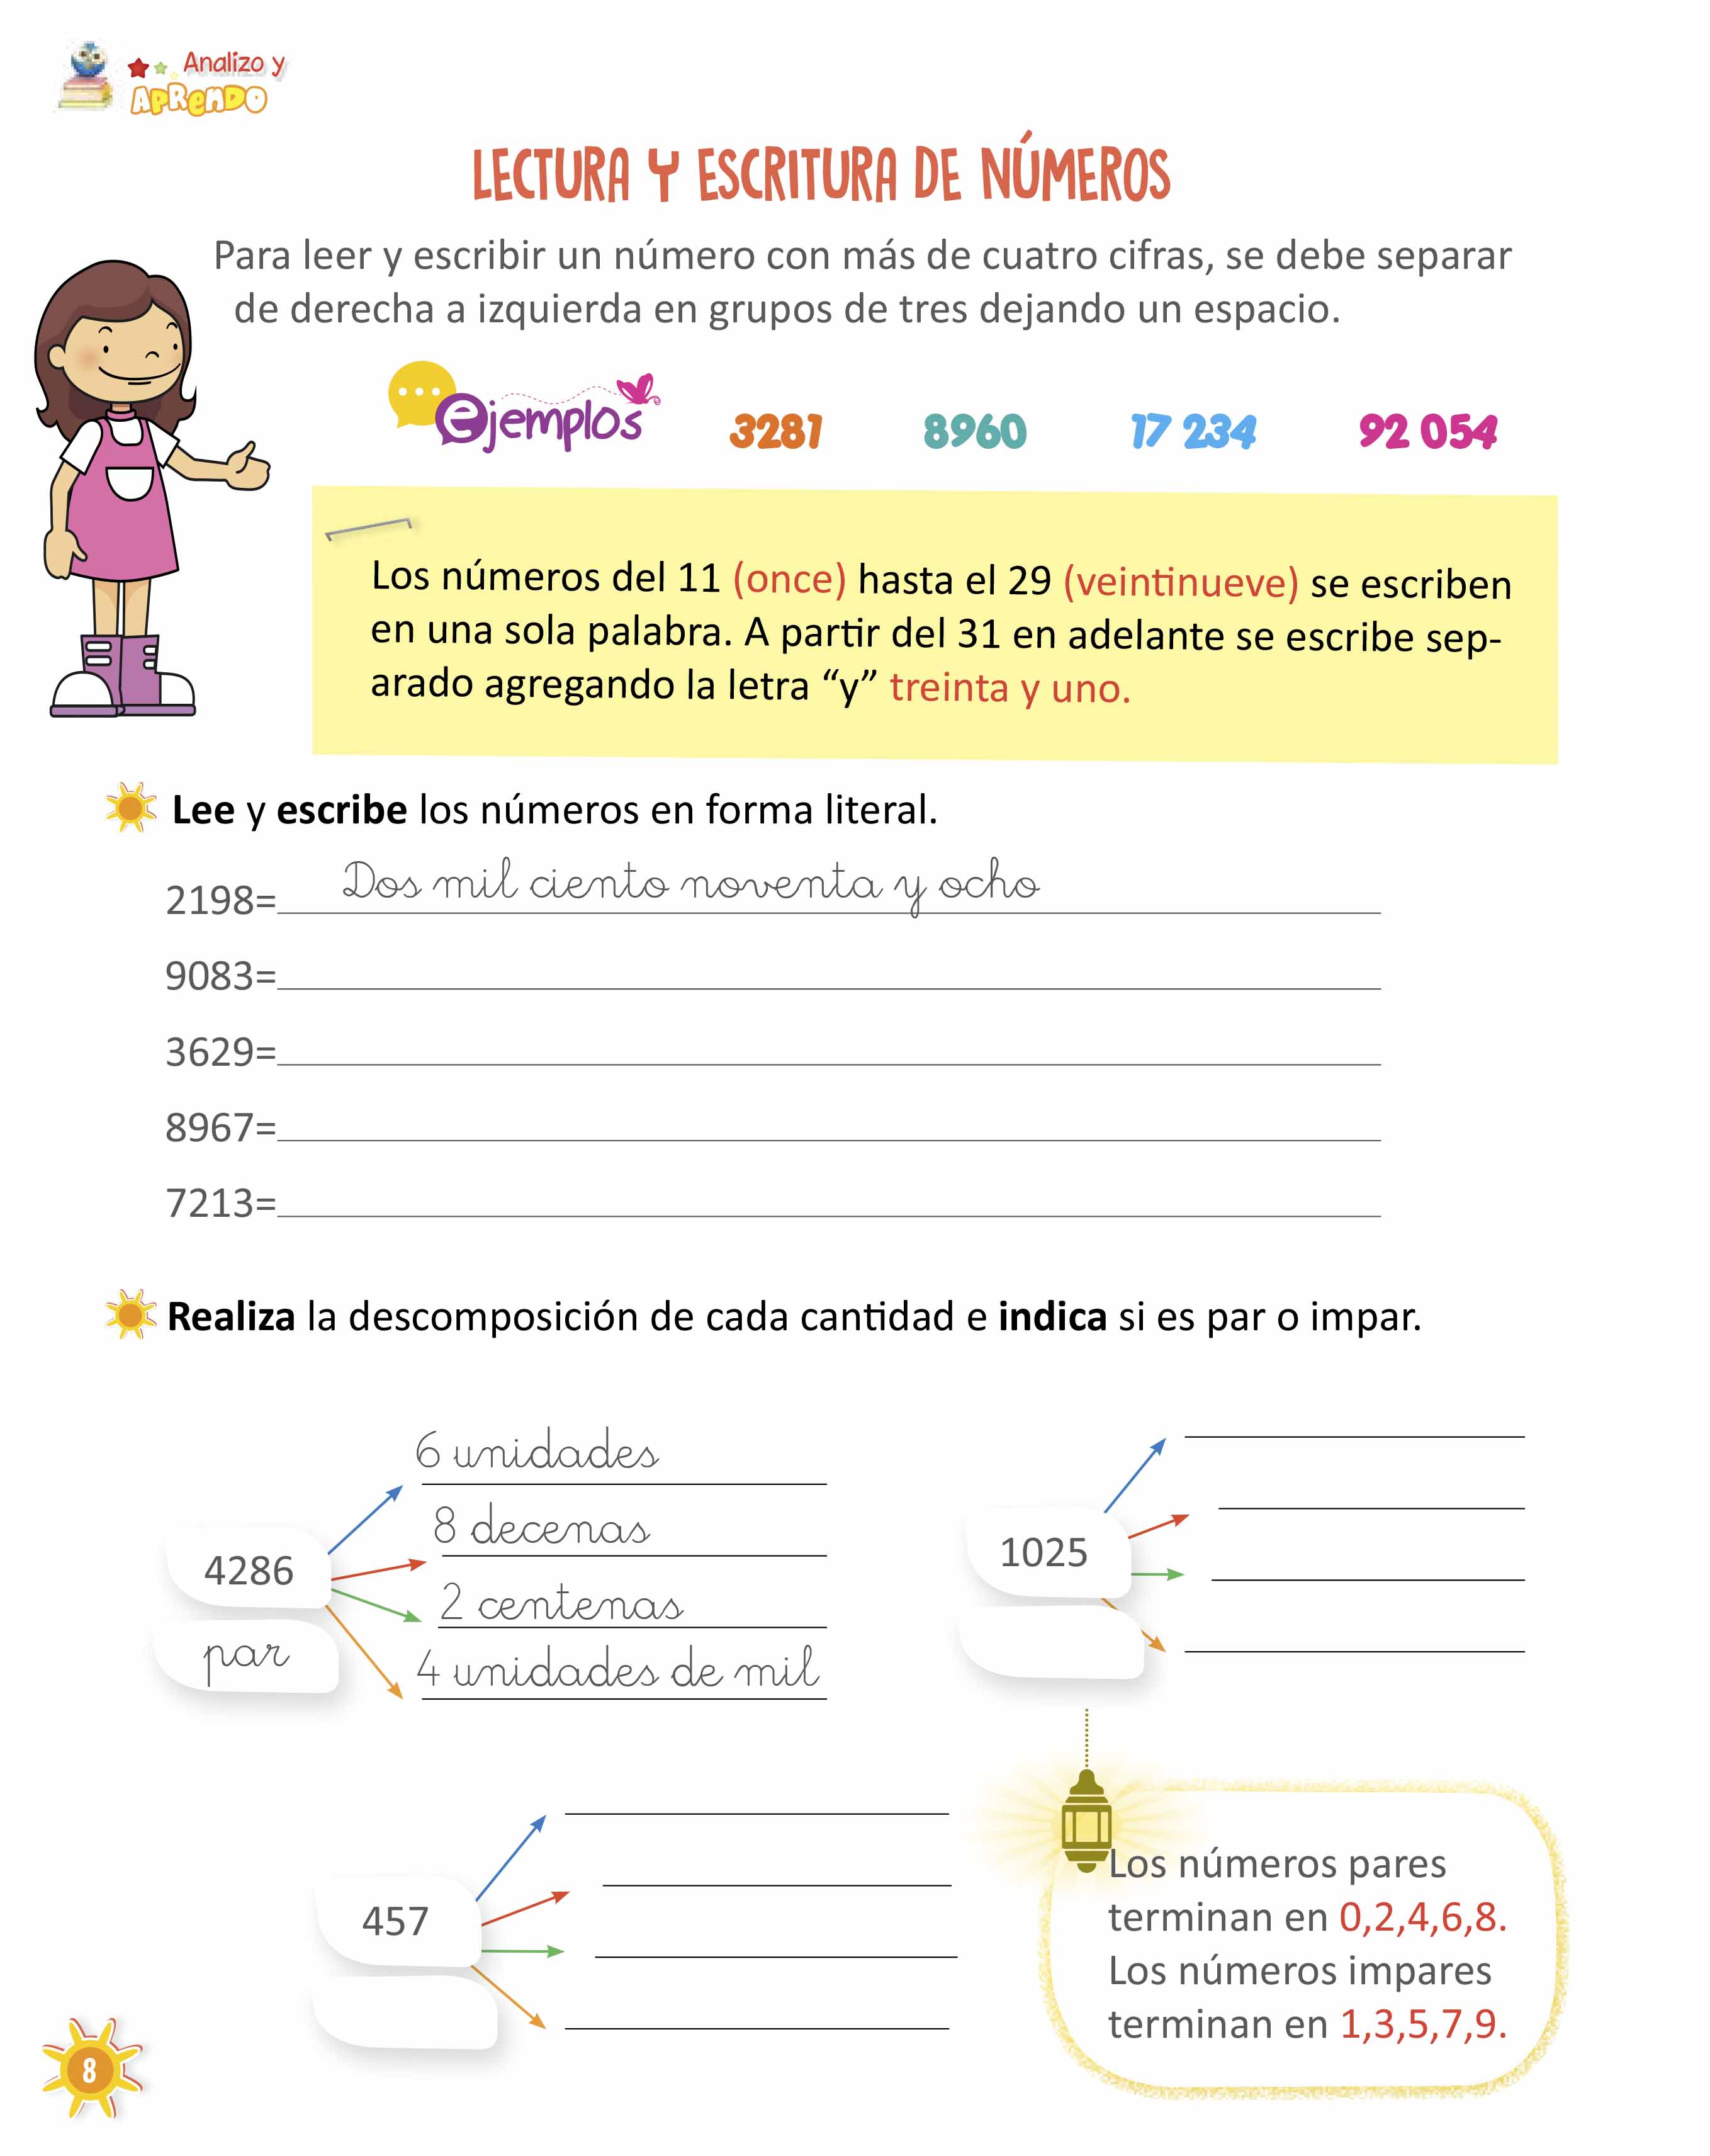 Analizo y
APRenDO
LECTURA Y ESCRITURA DE NÚMEROS
Para leer y escribir un número con más de cuatro cifras, se debe separar
de derecha a izquierda en grupos de tres dejando un espacio.
ejemplos 3281 8960 17 234 92 054
Los números del 11 (once) hasta el 29 (veintinueve) se escriben
en una sola palabra. A partir del 31 en adelante se escribe sep-
arado agregando la letra “y” treinta y uno.
Lee y escribe los números en forma literal.
2198= Dos mil ciento noventa y ocho
9083=
3629=
8967=
7213=
Realiza la descomposición de cada cantidad e indica si es par o impar.
4286
par
6 unidades
8 decenas
2 centenas
4 unidades de mil
1025
457
Los números pares
terminan en 0,2,4,6,8.
Los números impares
terminan en 1,3,5,7,9.
8